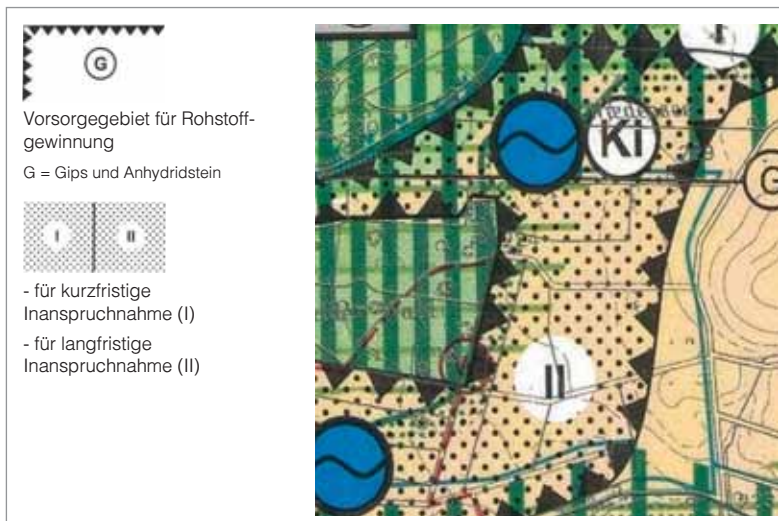 G
Vorsorgegebiet für Rohstoff-
gewinnung
G = Gips und Anhydridstein
I II
- für kurzfristige
Inanspruchnahme (I)
- für langfristige
Inanspruchnahme (II)
KI
G
II